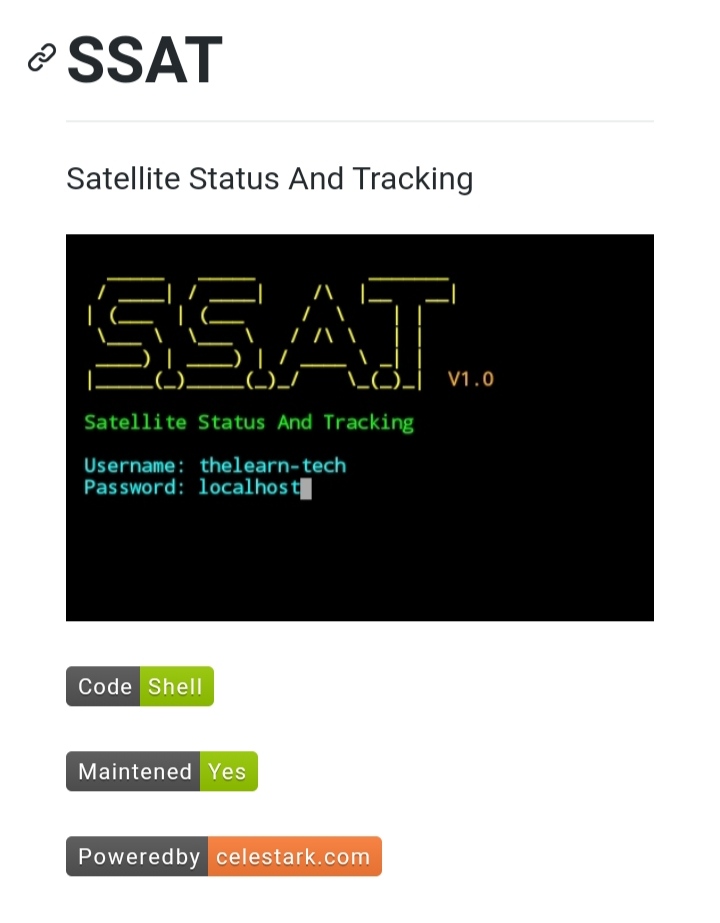 SSAT
Satellite Status And Tracking
S.S.A.T V1.0
Satellite Status And Tracking
Username: thelearn-tech
Password: localhost
Code Shell
Maintened Yes
Poweredby celestark.com